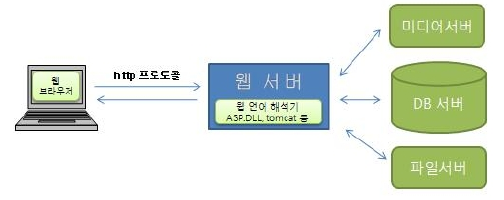 웹
브라우저
http 프로토콜
웹 서버
웹 언어 해석기
ASP.DLL, tomcat 등
미디어서버
DB 서버
파일서버